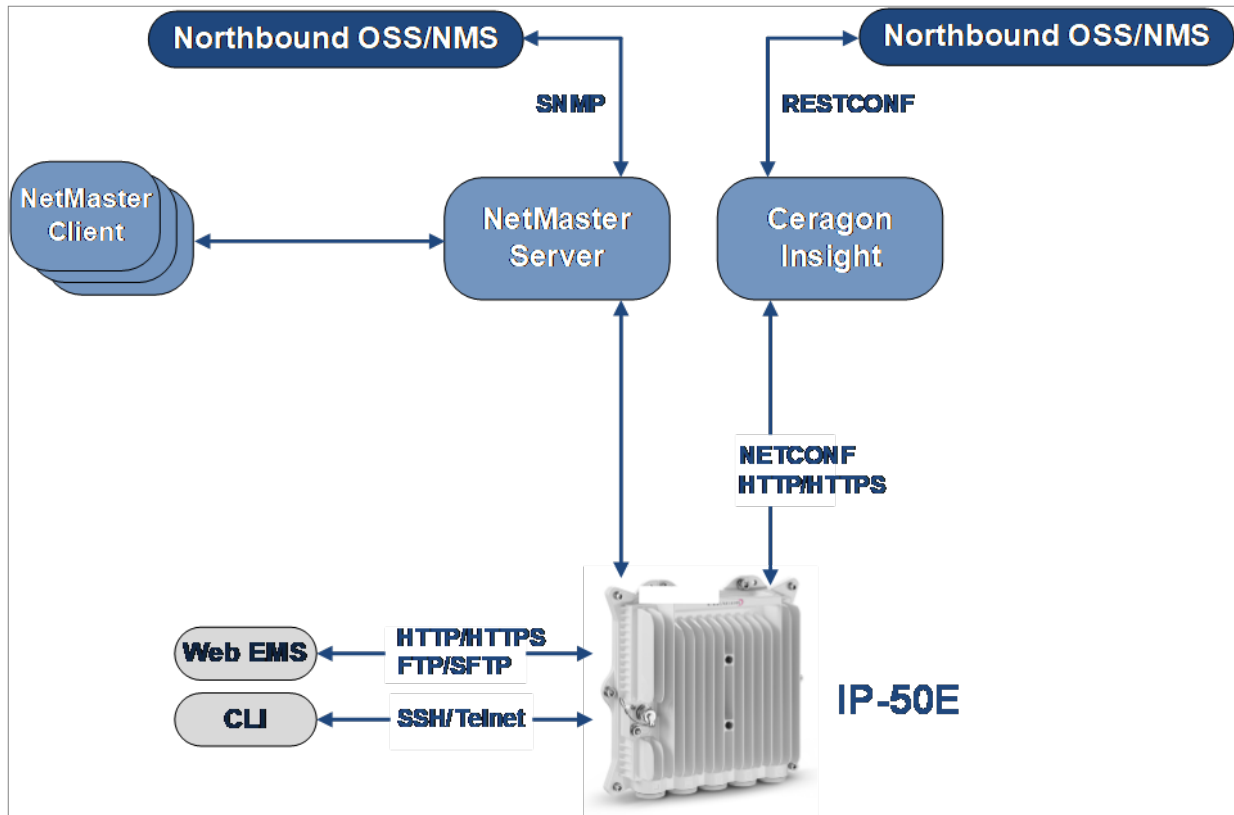 Northbound OSS/NMS
Northbound OSS/NMS
SNMP
RESTCONF
NetMaster
Client
NetMaster
Server
Ceragon
Insight
NETCONF
HTTP/HTTPS
Web EMS
HTTP/HTTPS
FTP/SFTP
CLI
SSH/Telnet
IP-50E